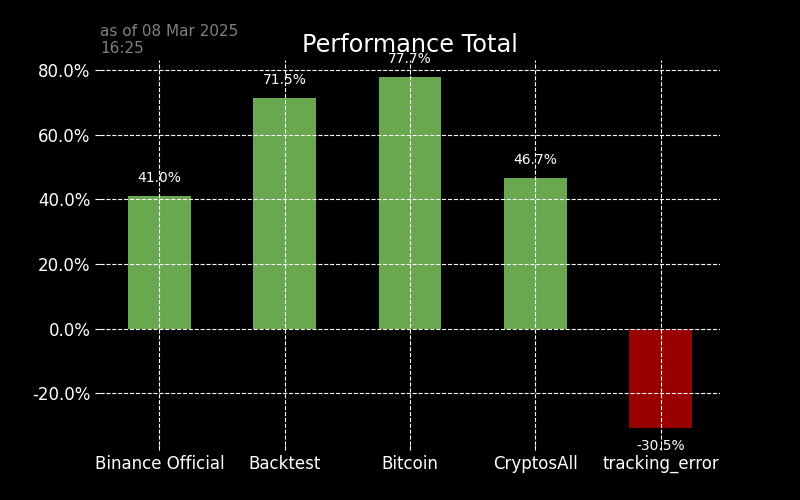 as of 08 Mar 2025
16:25
Performance Total
80.0%
60.0%
40.0%
20.0%
0.0%
-20.0%
41.0%
71.5%
77.7%
46.7%
-30.5%
Binance Official
Backtest
Bitcoin
CryptosAll
tracking_error